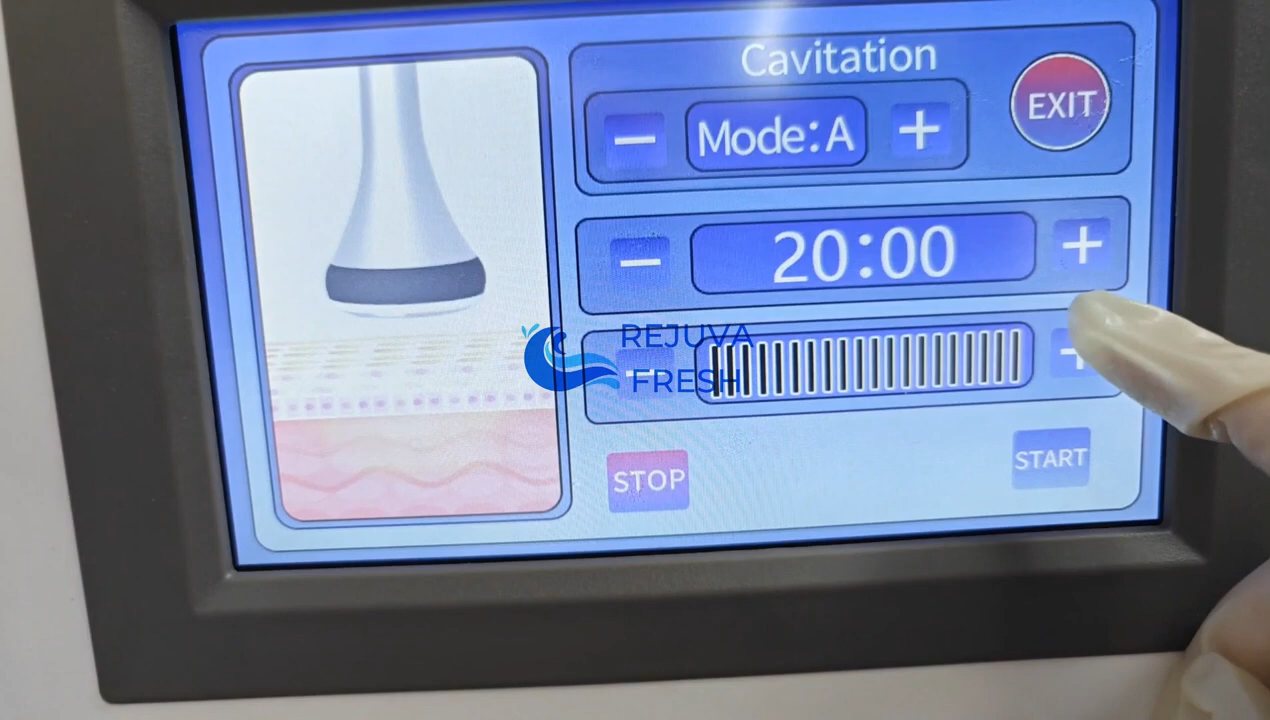 Cavitation
− Mode:A +
EXIT
− 20:00 +
REJUVA
FRESH
− +
STOP
START